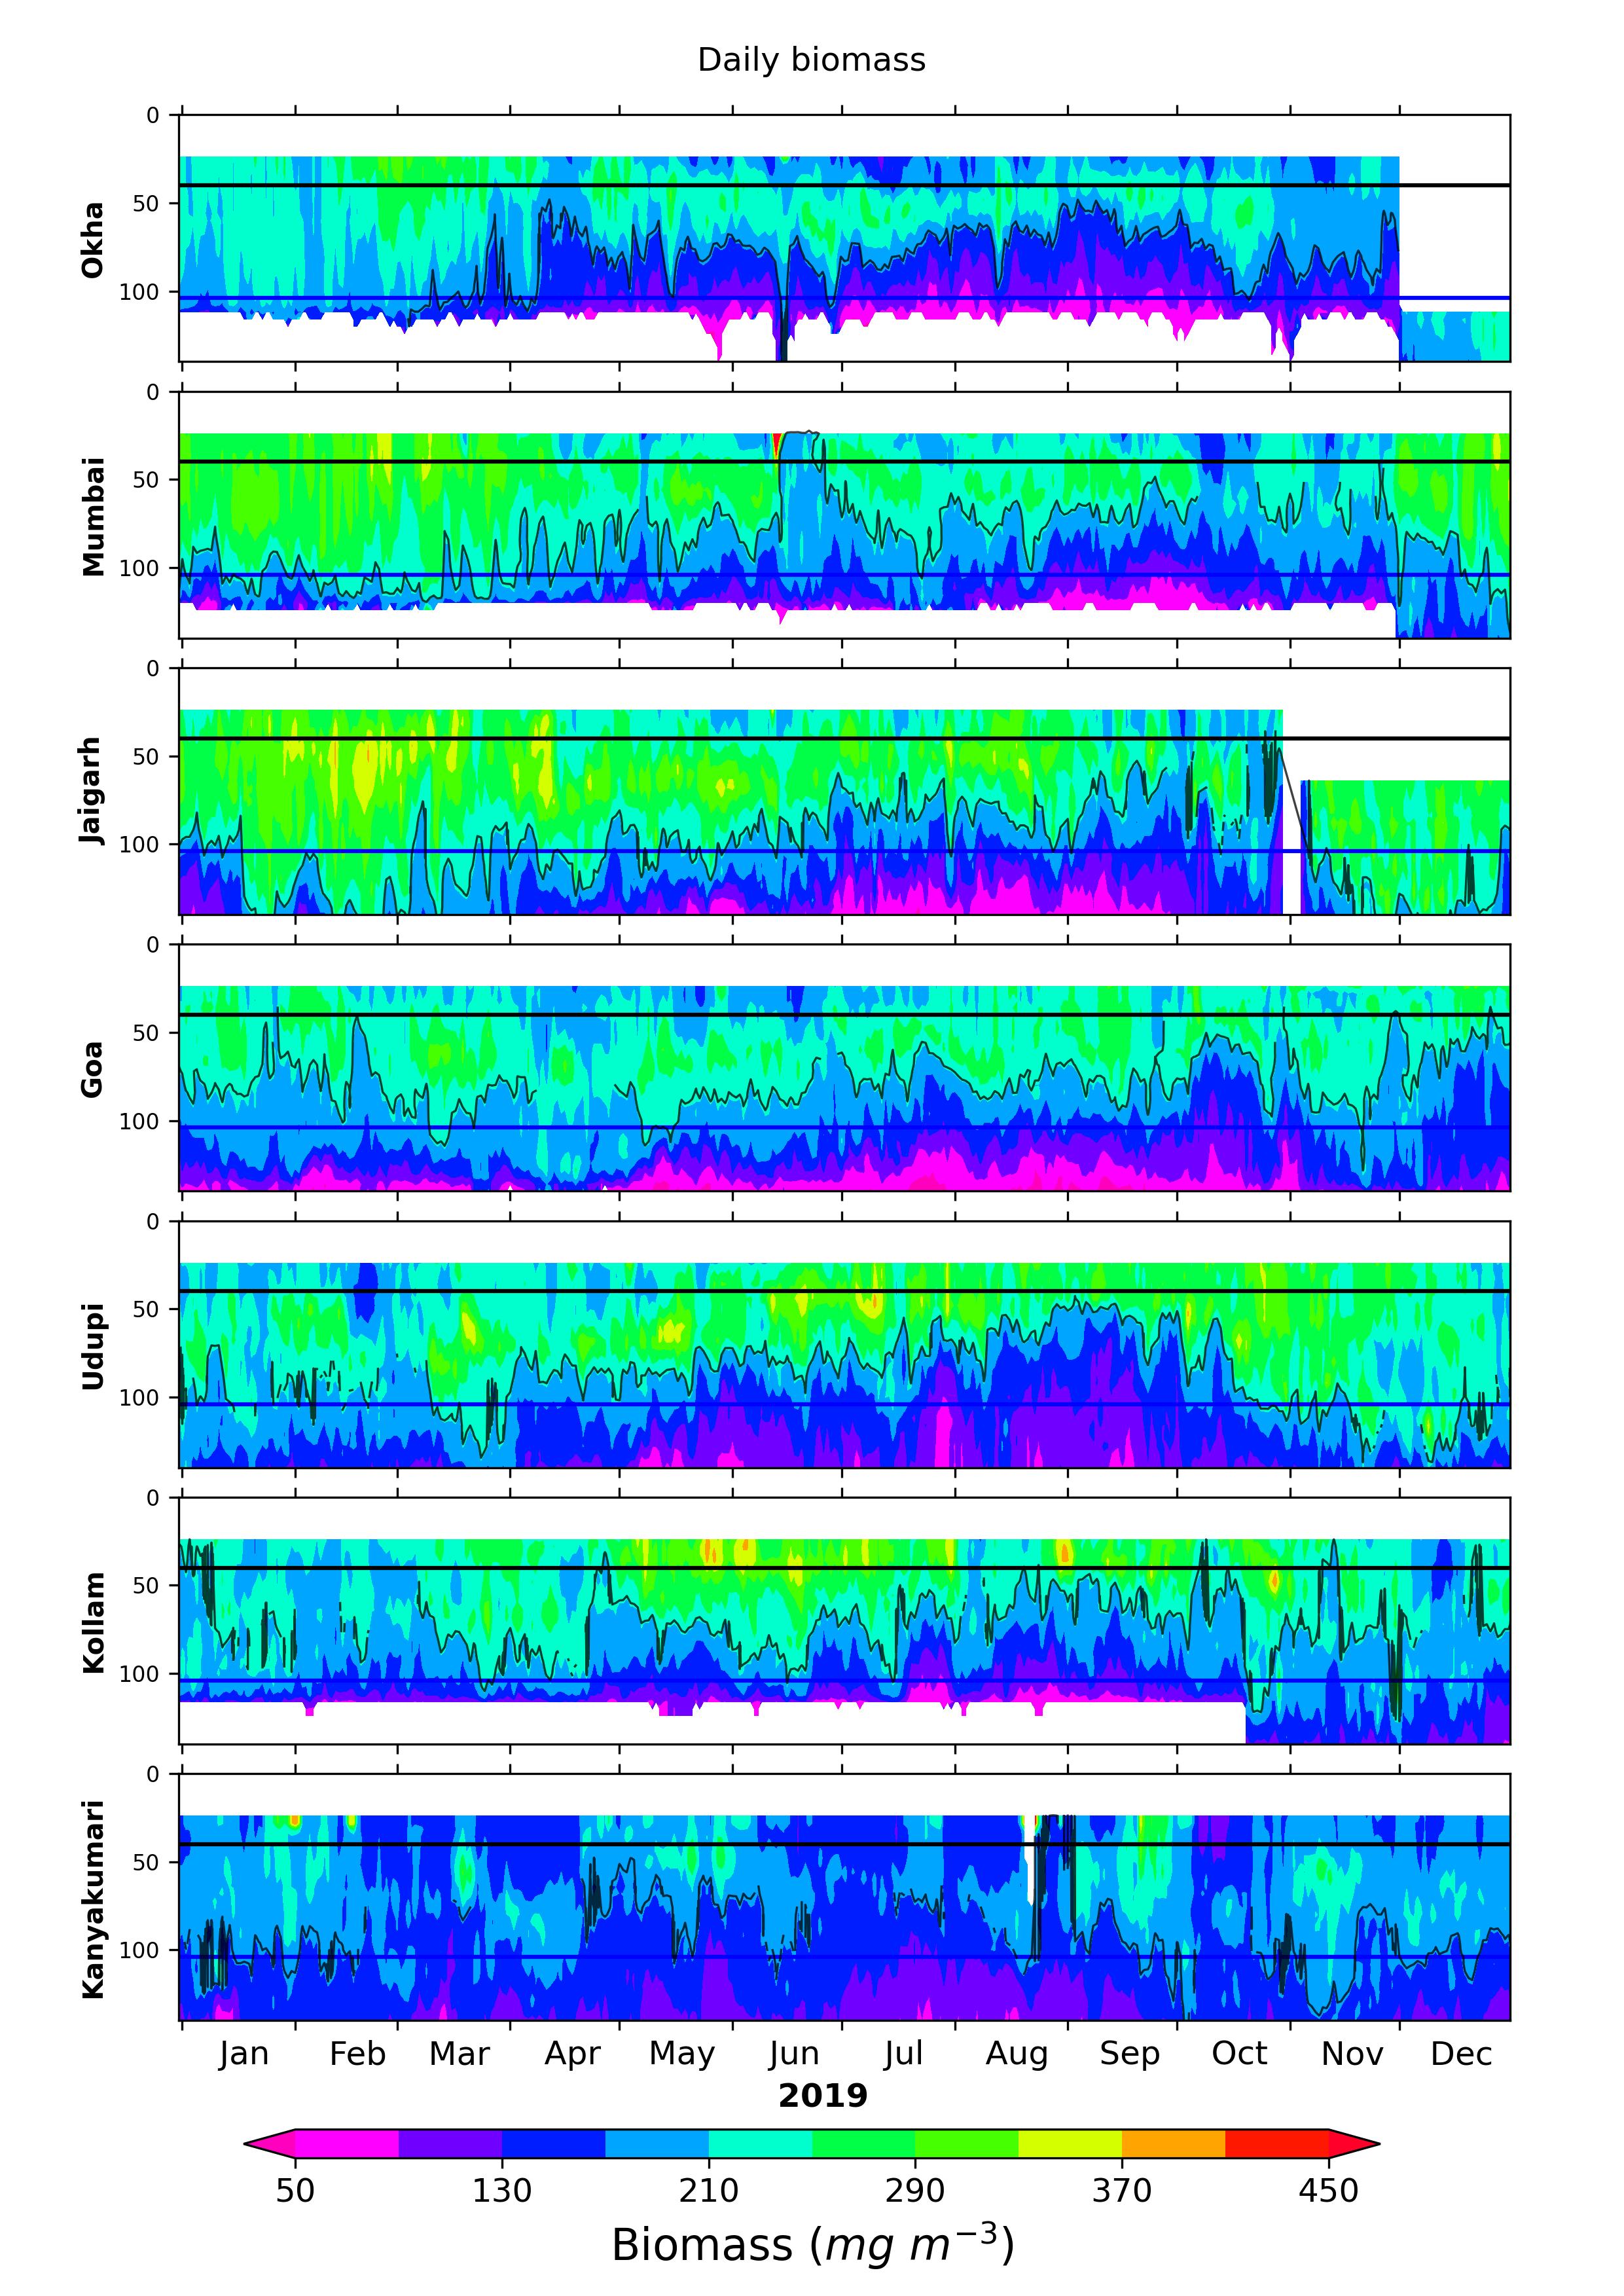 Daily biomass
0
50
100
Okha
0
50
100
Mumbai
0
50
100
Jaigarh
0
50
100
Goa
0
50
100
Udupi
0
50
100
Kollam
0
50
100
Kanyakumari
Jan Feb Mar Apr May Jun Jul Aug Sep Oct Nov Dec
2019
50 130 210 290 370 450
Biomass (mg m⁻³)